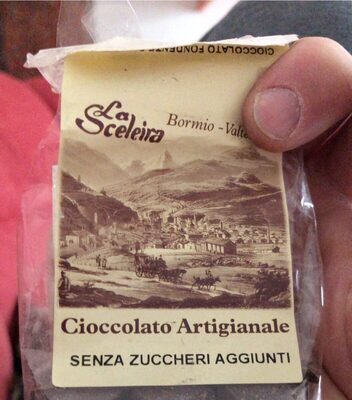 CIOCCOLATO FONDENTE
La
Sceleira
Bormio - Valte
Cioccolato Artigianale
SENZA ZUCCHERI AGGIUNTI